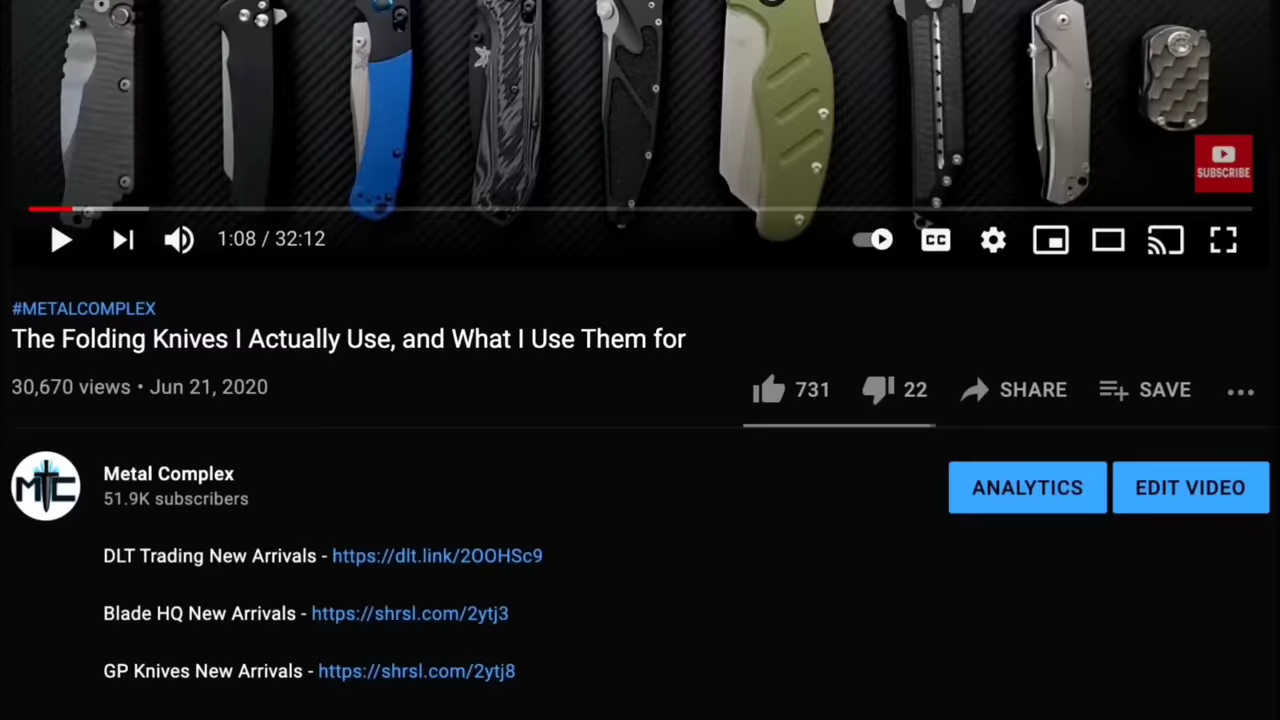 SUBSCRIBE
1:08 / 32:12
CC
#METALCOMPLEX
The Folding Knives I Actually Use, and What I Use Them for
30,670 views • Jun 21, 2020
731
22
SHARE
SAVE
MTC
Metal Complex
51.9K subscribers
ANALYTICS
EDIT VIDEO
DLT Trading New Arrivals - https://dlt.link/2OOHSc9
Blade HQ New Arrivals - https://shrsl.com/2ytj3
GP Knives New Arrivals - https://shrsl.com/2ytj8